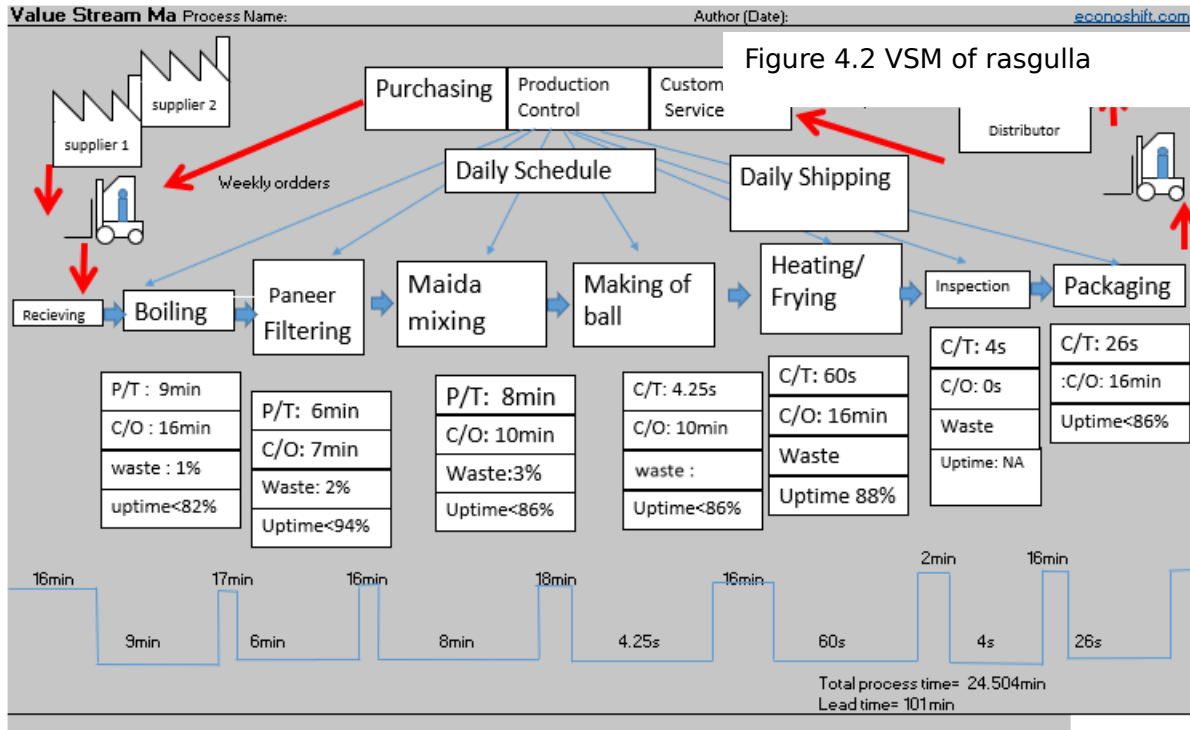 Value Stream Ma Process Name:
Author (Date):
econoshift.com
Figure 4.2 VSM of rasgulla
supplier 2
supplier 1
Purchasing
Production
Control
Custom
Service
Distributor
Weekly ordders
Daily Schedule
Daily Shipping
Recieving
Boiling
Paneer
Filtering
Maida
mixing
Making of
ball
Heating/
Frying
Inspection
Packaging
P/T : 9min
C/O : 16min
waste : 1%
uptime<82%
P/T: 6min
C/O: 7min
Waste: 2%
Uptime<94%
P/T: 8min
C/O: 10min
Waste:3%
Uptime<86%
C/T: 4.25s
C/O: 10min
waste :
Uptime<86%
C/T: 60s
C/O: 16min
Waste
Uptime 88%
C/T: 4s
C/O: 0s
Waste
Uptime: NA
C/T: 26s
:C/O: 16min
Uptime<86%
16min
17min
16min
18min
16min
2min
16min
9min
6min
8min
4.25s
60s
4s
26s
Total process time= 24.504min
Lead time= 101min